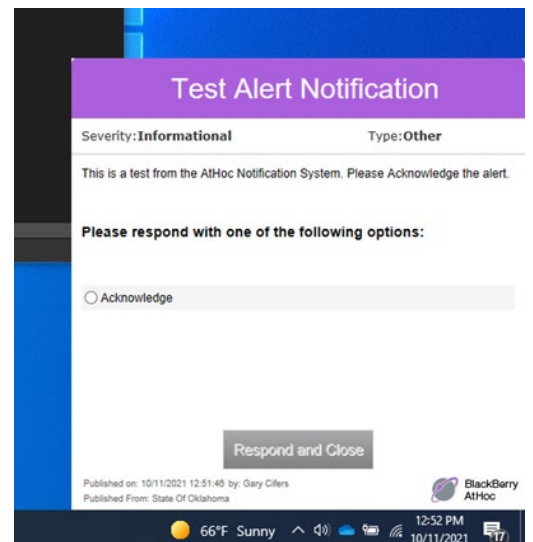 Test Alert Notification
Severity:Informational Type:Other
This is a test from the AtHoc Notification System. Please Acknowledge the alert.
Please respond with one of the following options:
Acknowledge
Respond and Close
Published on: 10/11/2021 12:51:46 by: Gary Cifers
Published From: State Of Oklahoma
BlackBerry
AtHoc
66°F Sunny
12:52 PM
10/11/2021
17